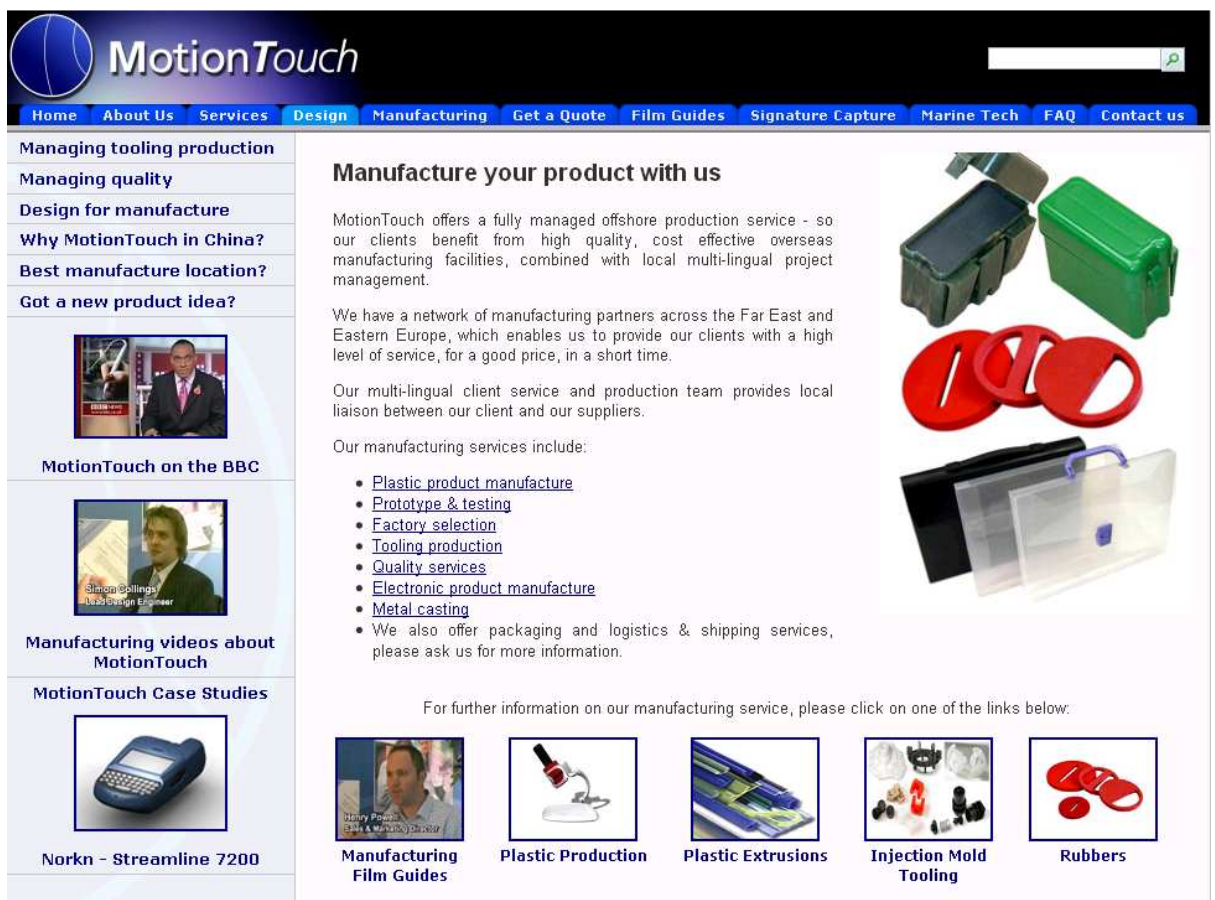 MotionTouch
Home About Us Services Design Manufacturing Get a Quote Film Guides Signature Capture Marine Tech FAQ Contact us
Managing tooling production
Managing quality
Design for manufacture
Why MotionTouch in China?
Best manufacture location?
Got a new product idea?
BBC NEWS
MotionTouch on the BBC
Simon Collings
Lead Design Engineer
Manufacturing videos about
MotionTouch
MotionTouch Case Studies
Norkn - Streamline 7200
Manufacture your product with us
MotionTouch offers a fully managed offshore production service - so
our clients benefit from high quality, cost effective overseas
manufacturing facilities, combined with local multi-lingual project
management.
We have a network of manufacturing partners across the Far East and
Eastern Europe, which enables us to provide our clients with a high
level of service, for a good price, in a short time.
Our multi-lingual client service and production team provides local
liaison between our client and our suppliers.
Our manufacturing services include:
• Plastic product manufacture
• Prototype & testing
• Factory selection
• Tooling production
• Quality services
• Electronic product manufacture
• Metal casting
• We also offer packaging and logistics & shipping services,
please ask us for more information.
For further information on our manufacturing service, please click on one of the links below:
Henry Powell
Sales & Marketing Director
Manufacturing
Film Guides
Plastic Production
Plastic Extrusions
Injection Mold
Tooling
Rubbers